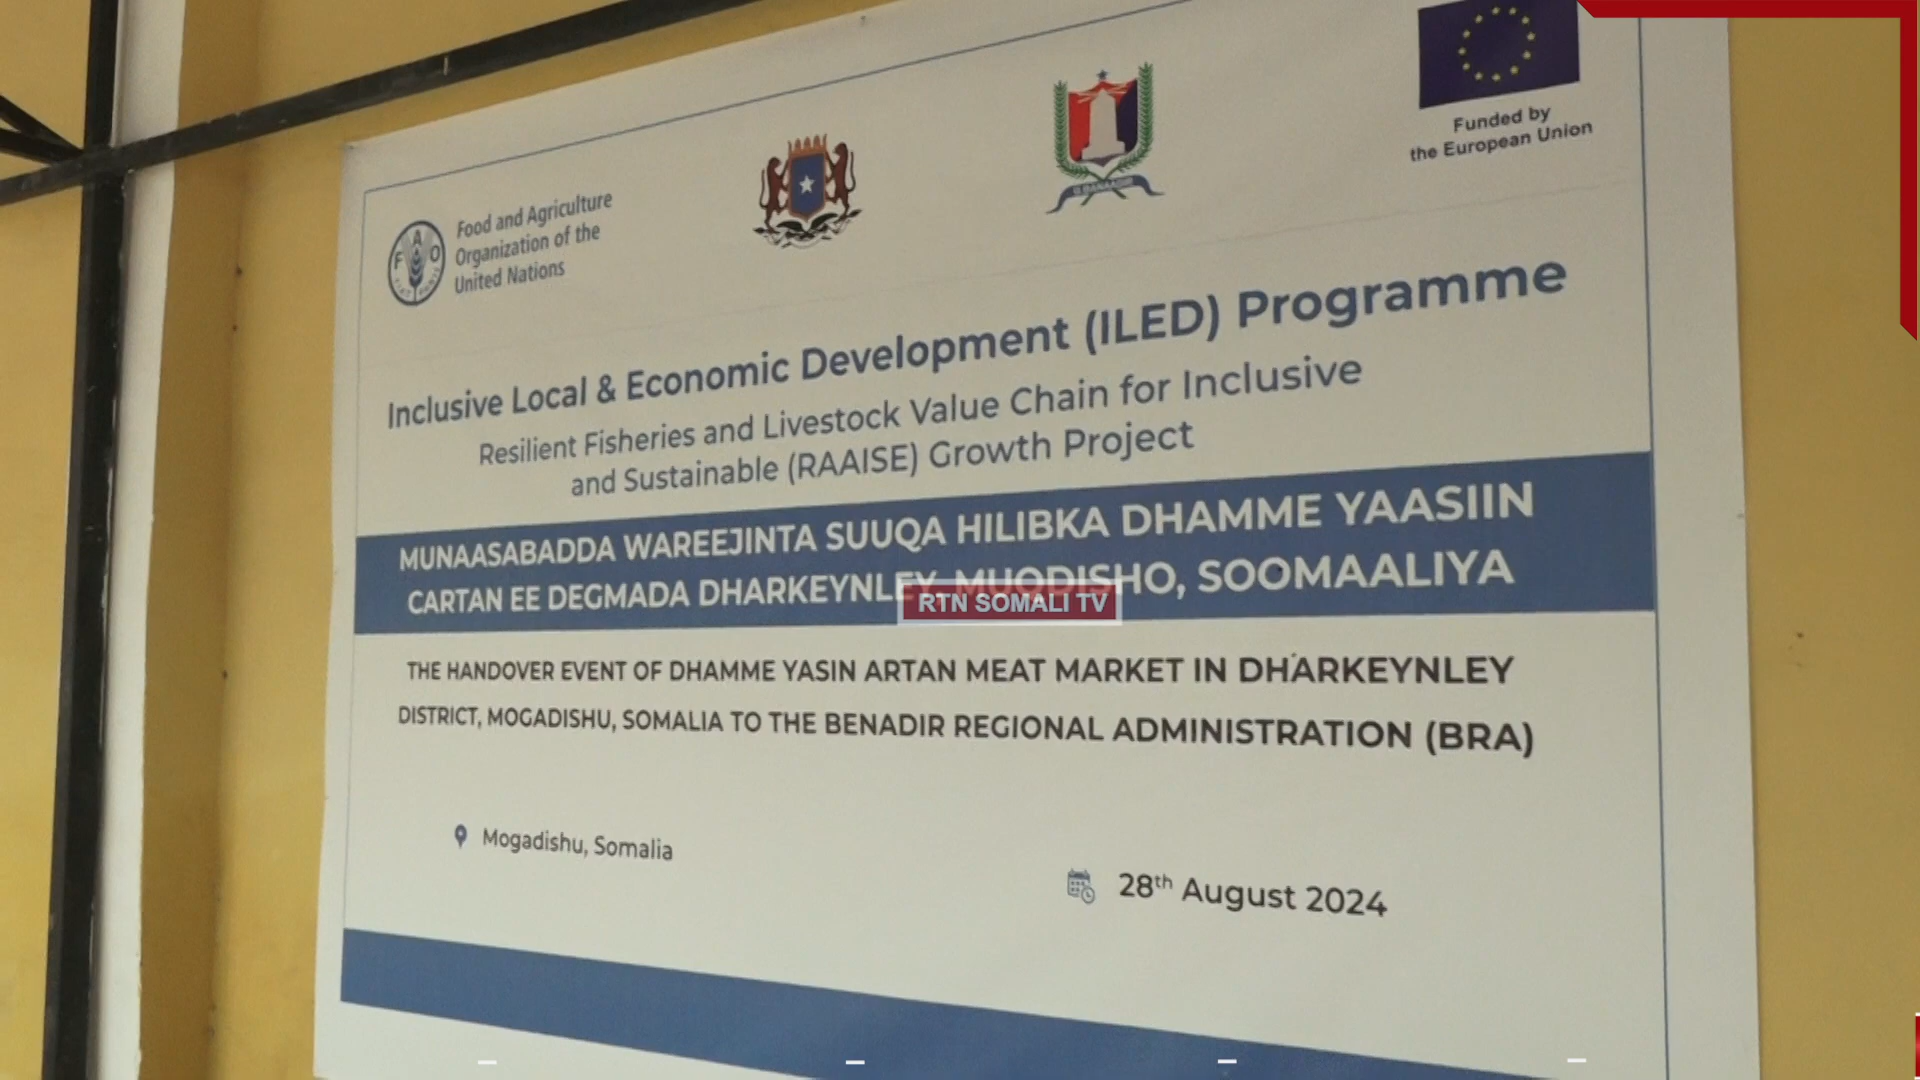 Food and Agriculture
Organization of the
United Nations
F A O
Funded by
the European Union
Inclusive Local & Economic Development (ILED) Programme
Resilient Fisheries and Livestock Value Chain for Inclusive
and Sustainable (RAAISE) Growth Project
MUNAASABADDA WAREEJINTA SUUQA HILIBKA DHAMME YAASIIN
CARTAN EE DEGMADA DHARKEYNLEY, MUQDISHO, SOOMAALIYA
RTN SOMALI TV
THE HANDOVER EVENT OF DHAMME YASIN ARTAN MEAT MARKET IN DHARKEYNLEY
DISTRICT, MOGADISHU, SOMALIA TO THE BENADIR REGIONAL ADMINISTRATION (BRA)
Mogadishu, Somalia
28th August 2024